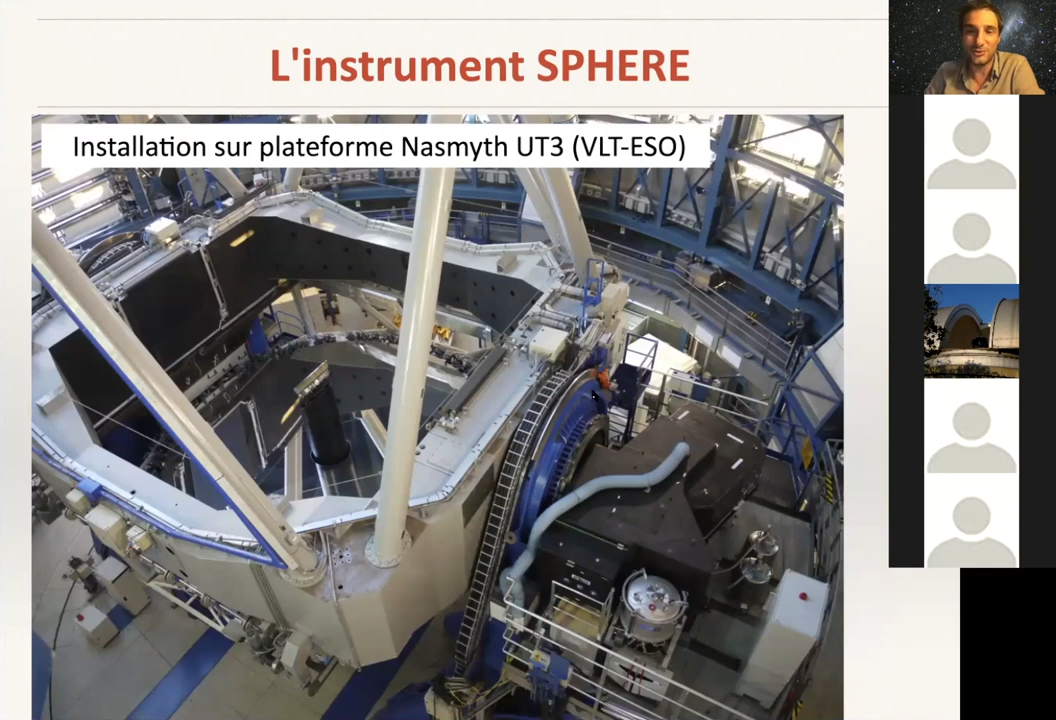 L'instrument SPHERE
Installation sur plateforme Nasmyth UT3 (VLT-ESO)